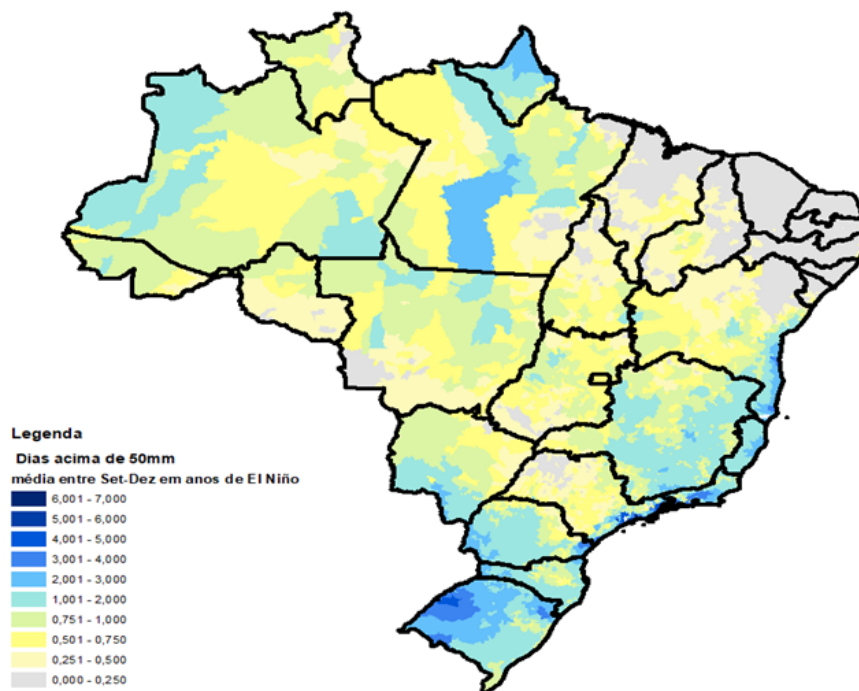 Legenda
Dias acima de 50mm
média entre Set-Dez em anos de El Niño
6,001 - 7,000
5,001 - 6,000
4,001 - 5,000
3,001 - 4,000
2,001 - 3,000
1,001 - 2,000
0,751 - 1,000
0,501 - 0,750
0,251 - 0,500
0,000 - 0,250